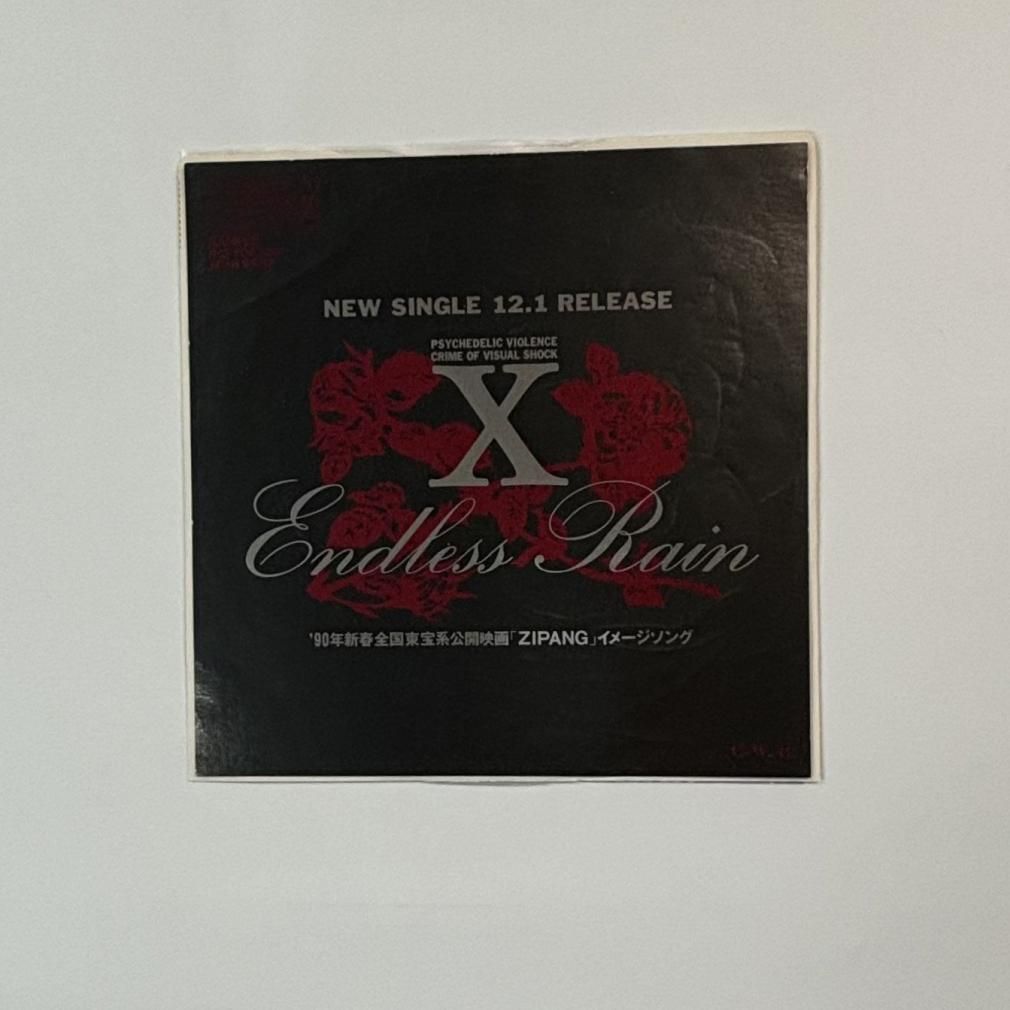 NEW SINGLE 12.1 RELEASE
PSYCHEDELIC VIOLENCE
CRIME OF VISUAL SHOCK
X
Endless Rain
'90年新春全国東宝系公開映画「ZIPANG」イメージソング